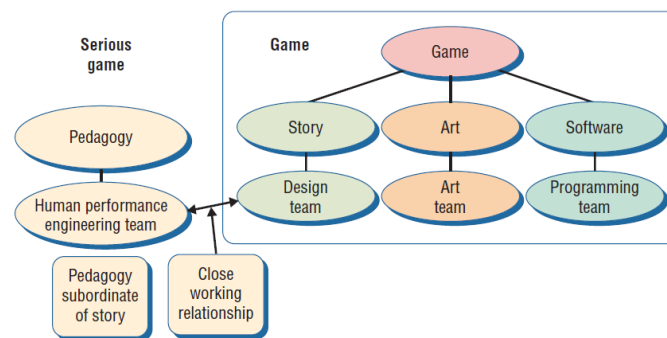 Serious
game
Game
Game
Story
Art
Software
Pedagogy
Human performance
engineering team
Design
team
Art
team
Programming
team
Pedagogy
subordinate
of story
Close
working
relationship